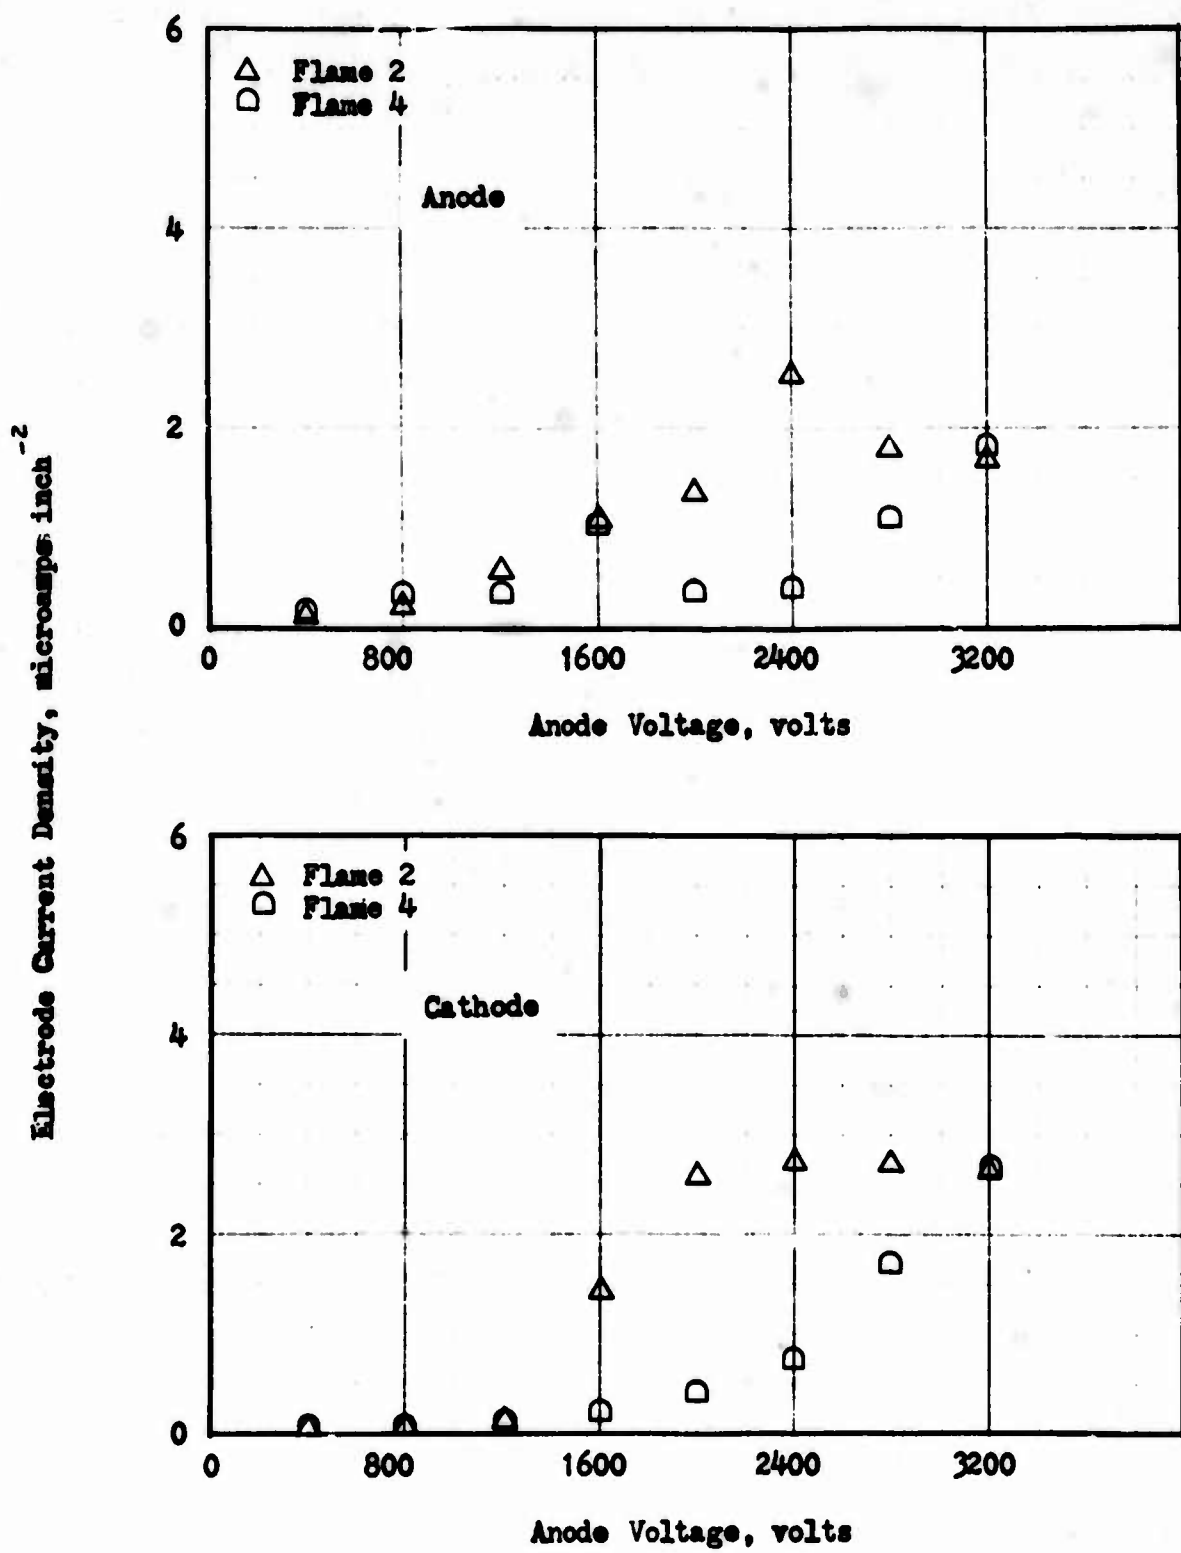 6
Flame 2
Flame 4
Anode
4
2
0
0 800 1600 2400 3200
Anode Voltage, volts
Electrode Current Density, microamps inch⁻²
6
Flame 2
Flame 4
Cathode
4
2
0
0 800 1600 2400 3200
Anode Voltage, volts